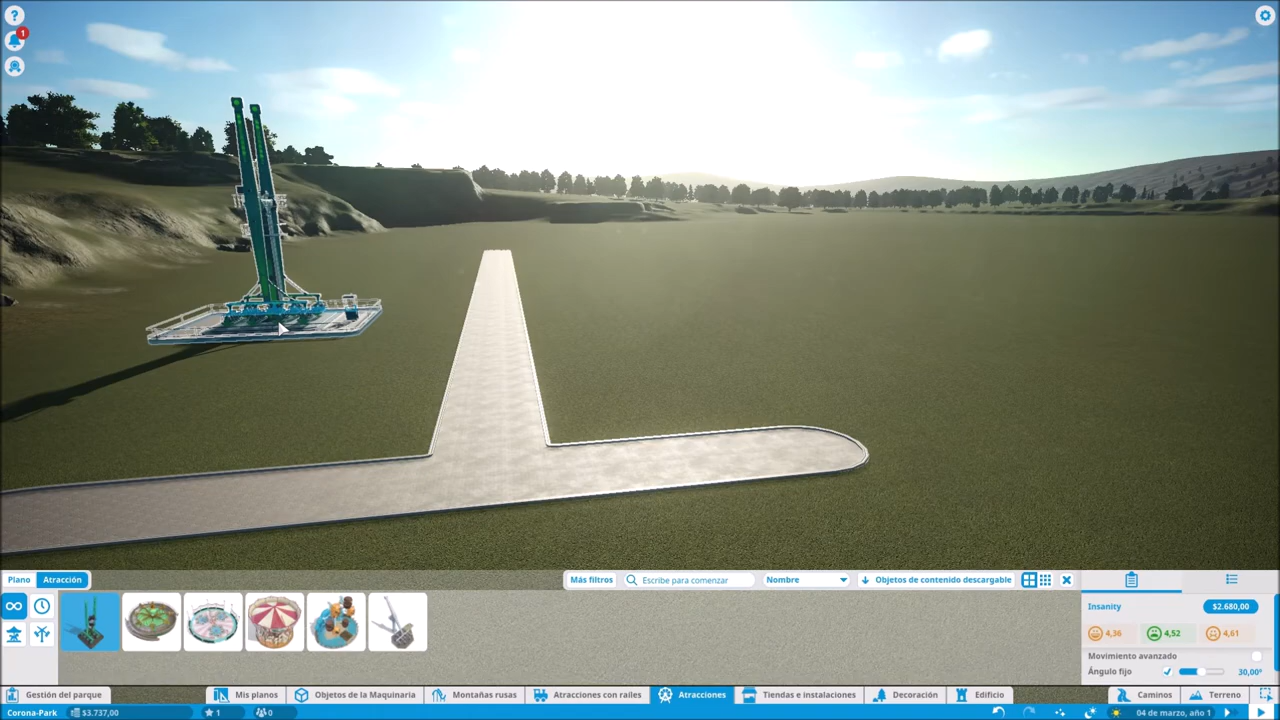 ?
1
Plano
Atracción
Más filtros
Escribe para comenzar
Nombre
Objetos de contenido descargable
Insanity
$2.680,00
4,36
4,52
4,61
Movimiento avanzado
Ángulo fijo
30,00°
Gestión del parque
Mis planos
Objetos de la Maquinaria
Montañas rusas
Atracciones con raíles
Atracciones
Tiendas e instalaciones
Decoración
Edificio
Caminos
Terreno
Corona-Park
$3.737,00
1
0
04 de marzo, año 1